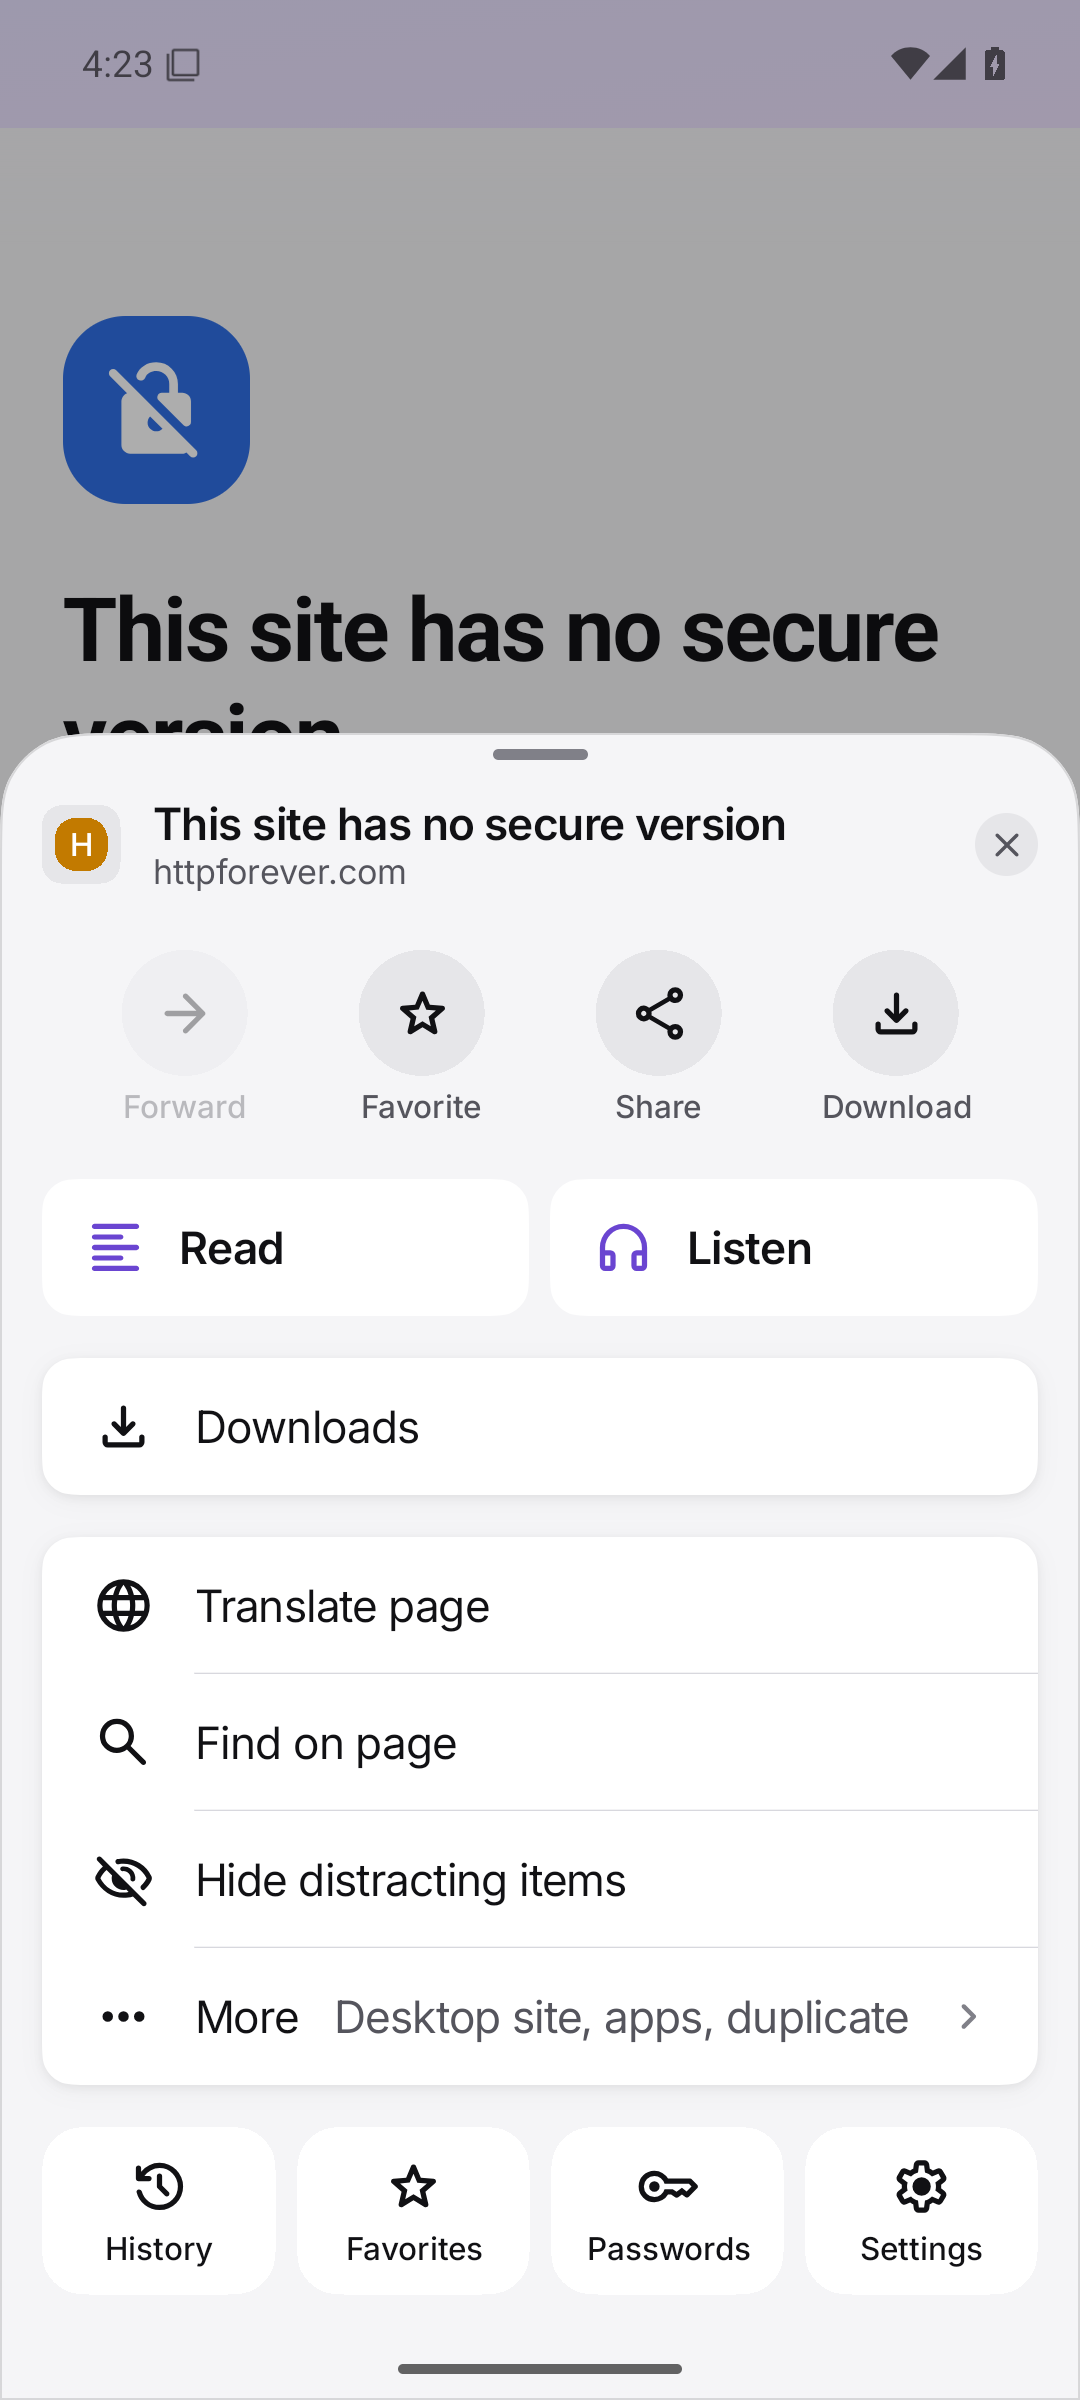 4:23
This site has no secure
version
H
This site has no secure version
httpforever.com
Forward
Favorite
Share
Download
Read
Listen
Downloads
Translate page
Find on page
Hide distracting items
More Desktop site, apps, duplicate
History
Favorites
Passwords
Settings